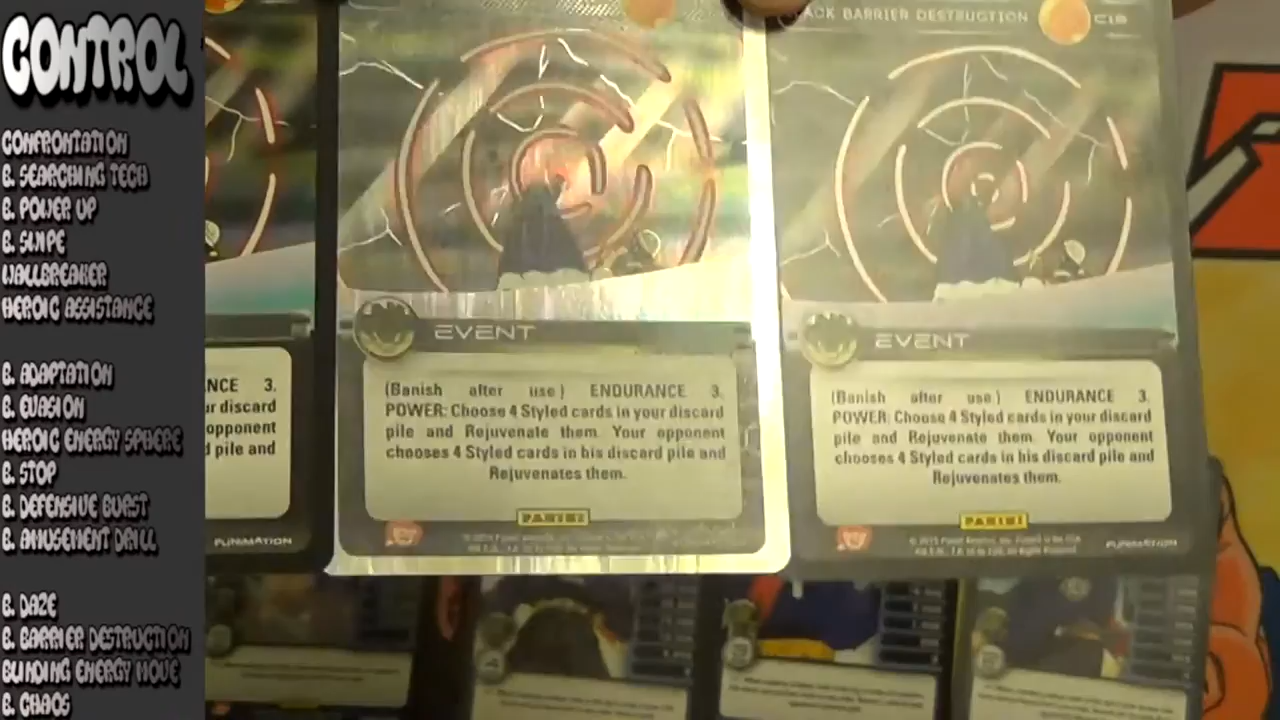 CONTROL
CONFRONTATION
B. SEARCHING TECH
B. POWER UP
B. SWIPE
WALLBREAKER
HEROIC ASSISTANCE
B. ADAPTATION
B. EVASION
HEROIC ENERGY SPHERE
B. STOP
B. DEFENSIVE BURST
B. AMUSEMENT DRILL
B. DAZE
B. BARRIER DESTRUCTION
BLINDING ENERGY MOVE
B. CHAOS
NCE 3.
ur discard
opponent
d pile and
FUNIMATION
EVENT
(Banish after use.) ENDURANCE 3.
POWER: Choose 4 Styled cards in your discard
pile and Rejuvenate them. Your opponent
chooses 4 Styled cards in his discard pile and
Rejuvenates them.
PANINI
ACK BARRIER DESTRUCTION C18
EVENT
(Banish after use.) ENDURANCE 3.
POWER: Choose 4 Styled cards in your discard
pile and Rejuvenate them. Your opponent
chooses 4 Styled cards in his discard pile and
Rejuvenates them.
PANINI
FUNIMATION